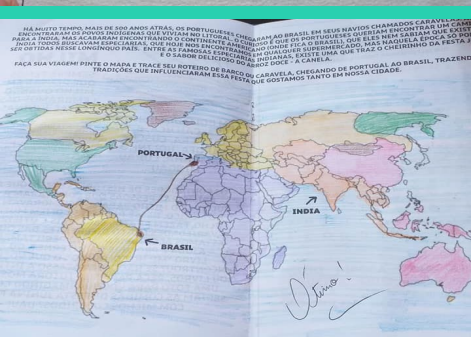 HÁ MUITO TEMPO, MAIS DE 500 ANOS ATRÁS, OS PORTUGUESES CHEGARAM AO BRASIL EM SEUS NAVIOS CHAMADOS
ENCONTRARAM OS POVOS INDÍGENAS QUE VIVIAM NO LITORAL. O É QUE OS PORTUGUESES QUERIAM ENCONTRAR UM
PARA A ÍNDIA, MAS ACABARAM ENCONTRANDO O CONTINENTE AMERICANO (ONDE FICA O BRASIL), QUE ELES NEM SABIAM QUE
ÍNDIA TODOS BUSCAVAM ESPECIARIAS, QUE HOJE NOS ENCONTRAMOS EM QUALQUER SUPERMERCADO, MAS NAQUELA ÉPOCA SÓ
SER OBTIDAS NESSE LONGÍNQUO PAÍS. ENTRE AS FAMOSAS ESPECIARIAS INDIANAS, EXISTE UMA QUE TRAZ O CHEIRINHO DA FESTA
E O SABOR DELICIOSO DO ARROZ DOCE - A CANELA.
FAÇA SUA VIAGEM! PINTE O MAPA E TRACE SEU ROTEIRO DE BARCO OU CARAVELA, CHEGANDO DE PORTUGAL AO BRASIL,
TRADIÇÕES QUE INFLUENCIARAM ESSA FESTA QUE GOSTAMOS TANTO EM NOSSA CIDADE.
PORTUGAL
INDIA
BRASIL
Ótimo!